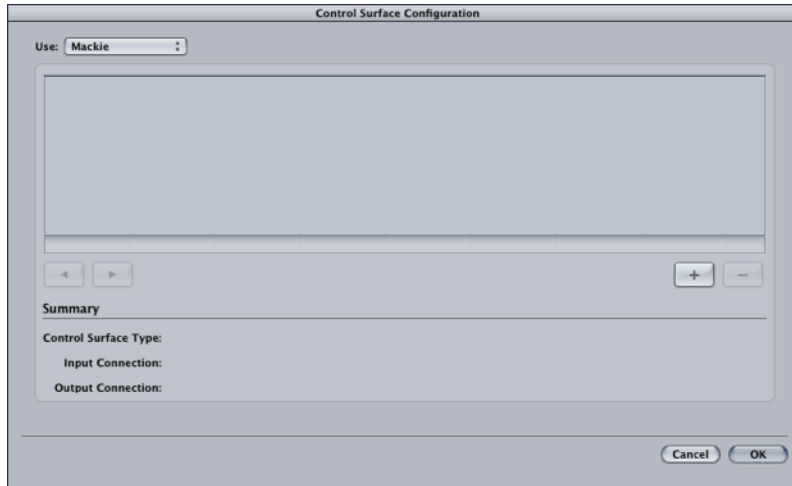 Control Surface Configuration
Use: Mackie
+ −
Summary
Control Surface Type:
Input Connection:
Output Connection:
Cancel OK